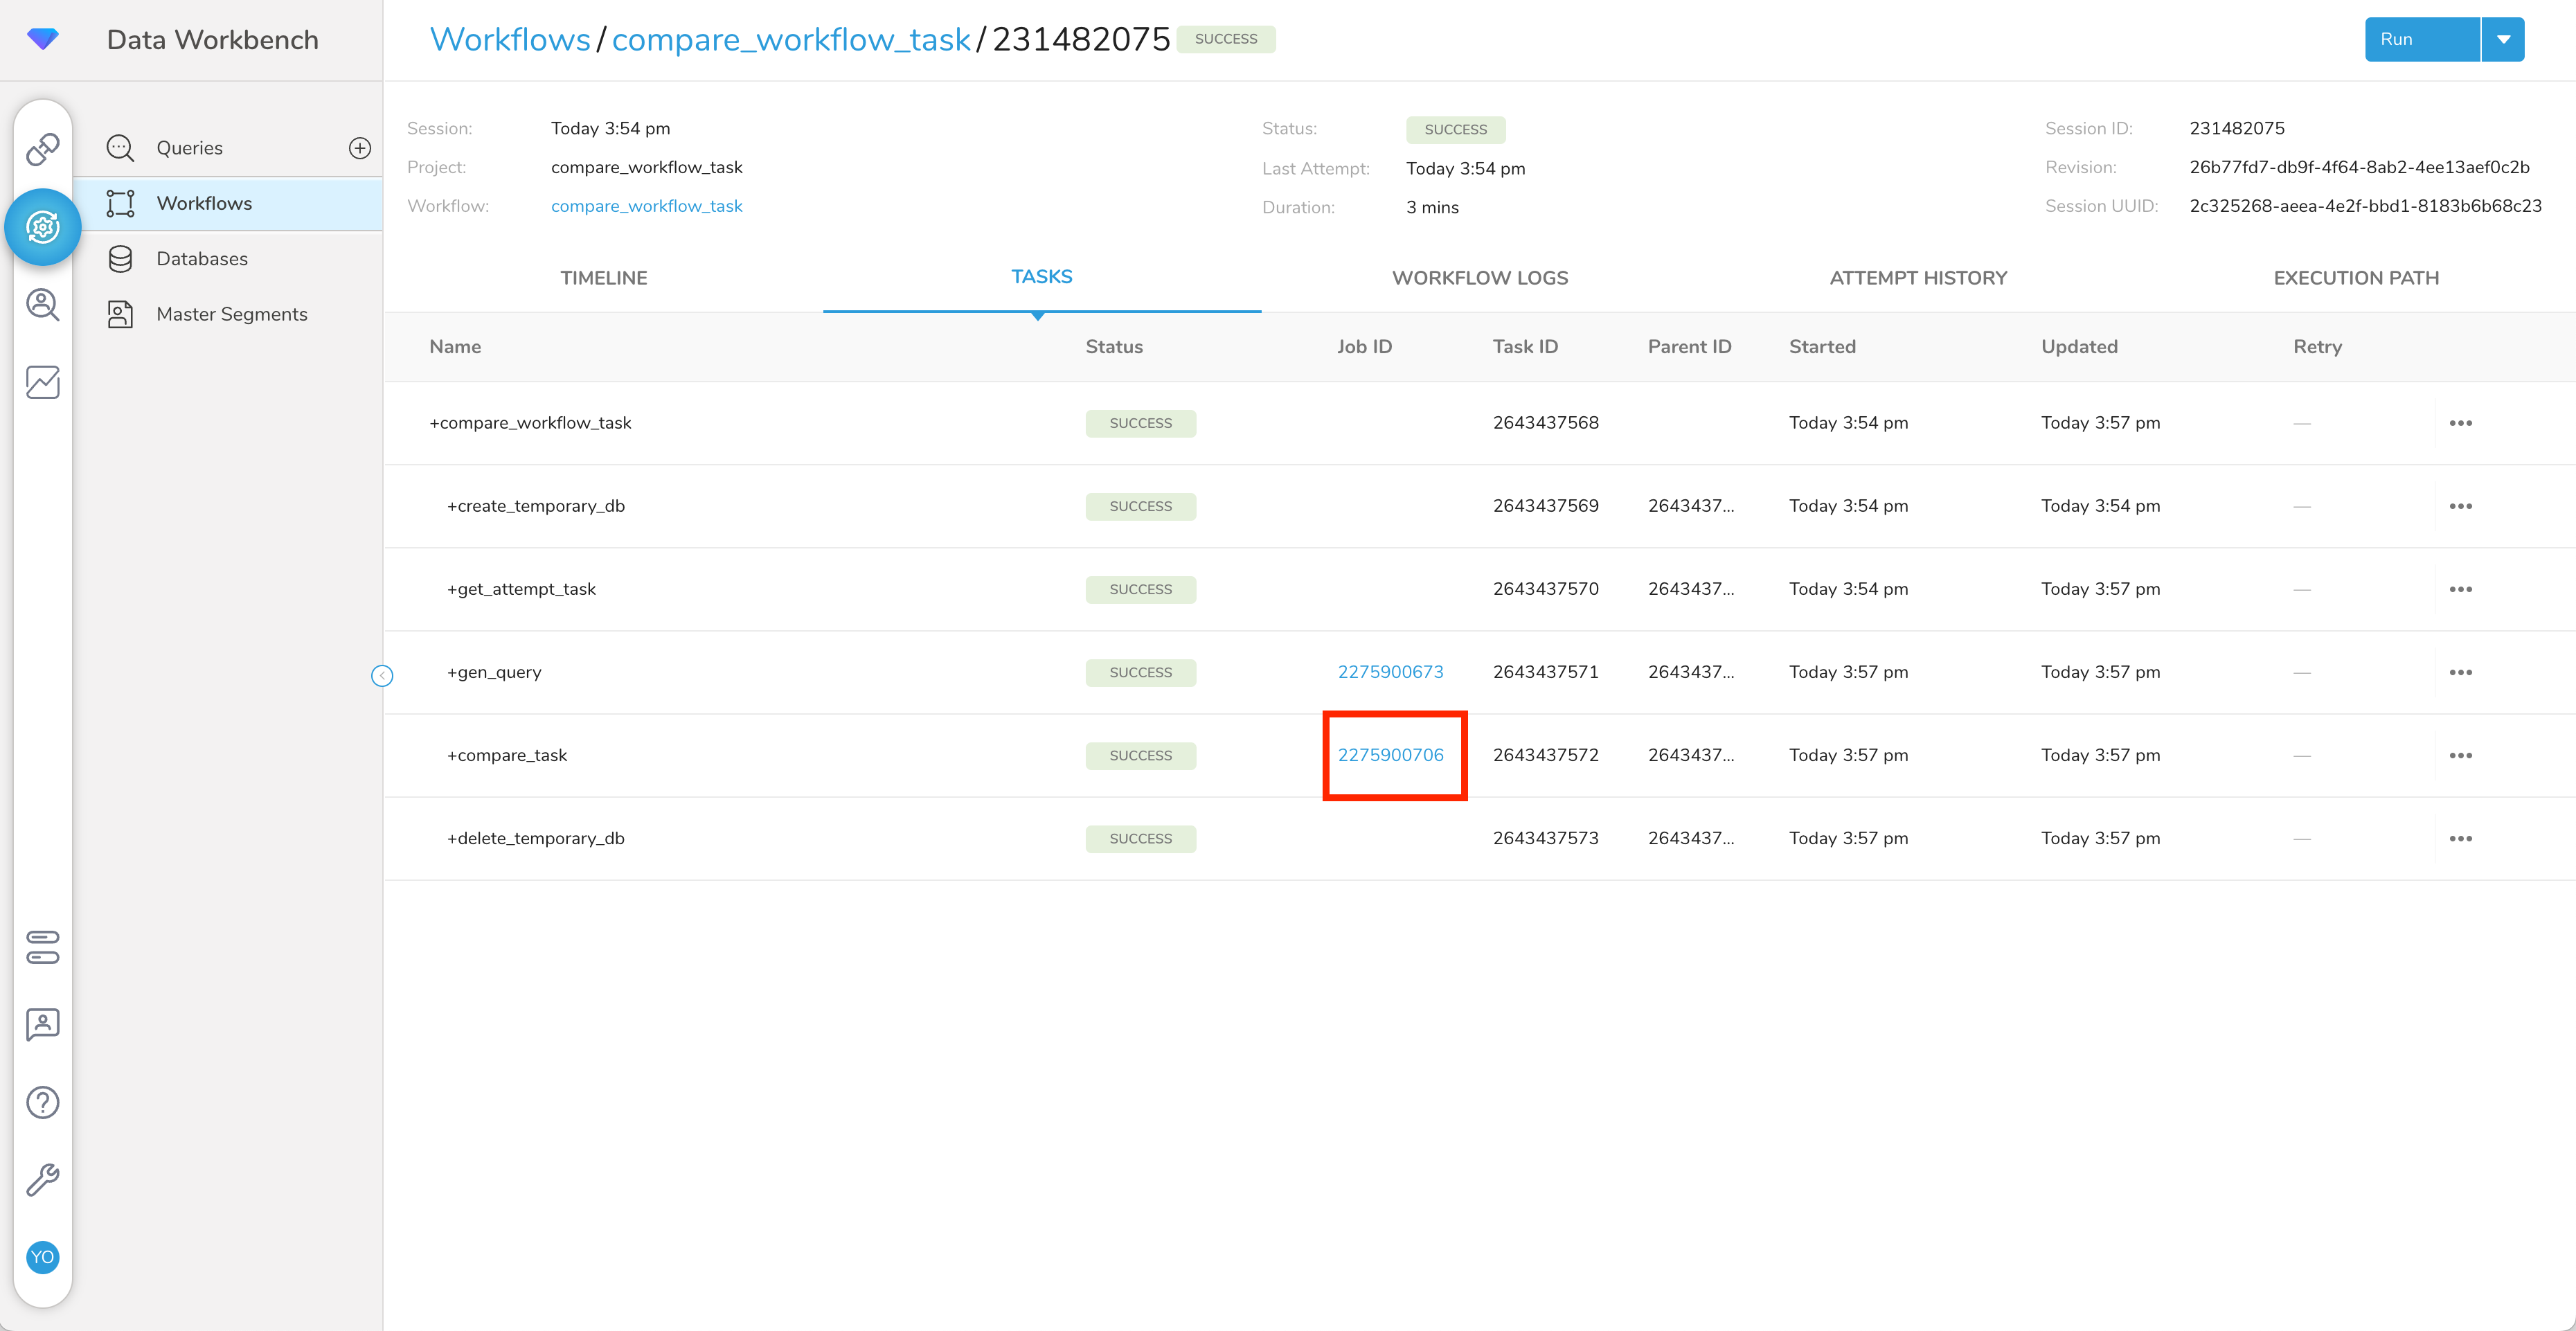 Data Workbench
Workflows / compare_workflow_task / 231482075 SUCCESS
Run
Queries
Workflows
Databases
Master Segments
YO
Session: Today 3:54 pm
Project: compare_workflow_task
Workflow: compare_workflow_task
Status: SUCCESS
Last Attempt: Today 3:54 pm
Duration: 3 mins
Session ID: 231482075
Revision: 26b77fd7-db9f-4f64-8ab2-4ee13aef0c2b
Session UUID: 2c325268-aeea-4e2f-bbd1-8183b6b68c23
TIMELINE TASKS WORKFLOW LOGS ATTEMPT HISTORY EXECUTION PATH
Name Status Job ID Task ID Parent ID Started Updated Retry
+compare_workflow_task SUCCESS 2643437568 Today 3:54 pm Today 3:57 pm —
+create_temporary_db SUCCESS 2643437569 2643437... Today 3:54 pm Today 3:54 pm —
+get_attempt_task SUCCESS 2643437570 2643437... Today 3:54 pm Today 3:57 pm —
+gen_query SUCCESS 2275900673 2643437571 2643437... Today 3:57 pm Today 3:57 pm —
+compare_task SUCCESS 2275900706 2643437572 2643437... Today 3:57 pm Today 3:57 pm —
+delete_temporary_db SUCCESS 2643437573 2643437... Today 3:57 pm Today 3:57 pm —